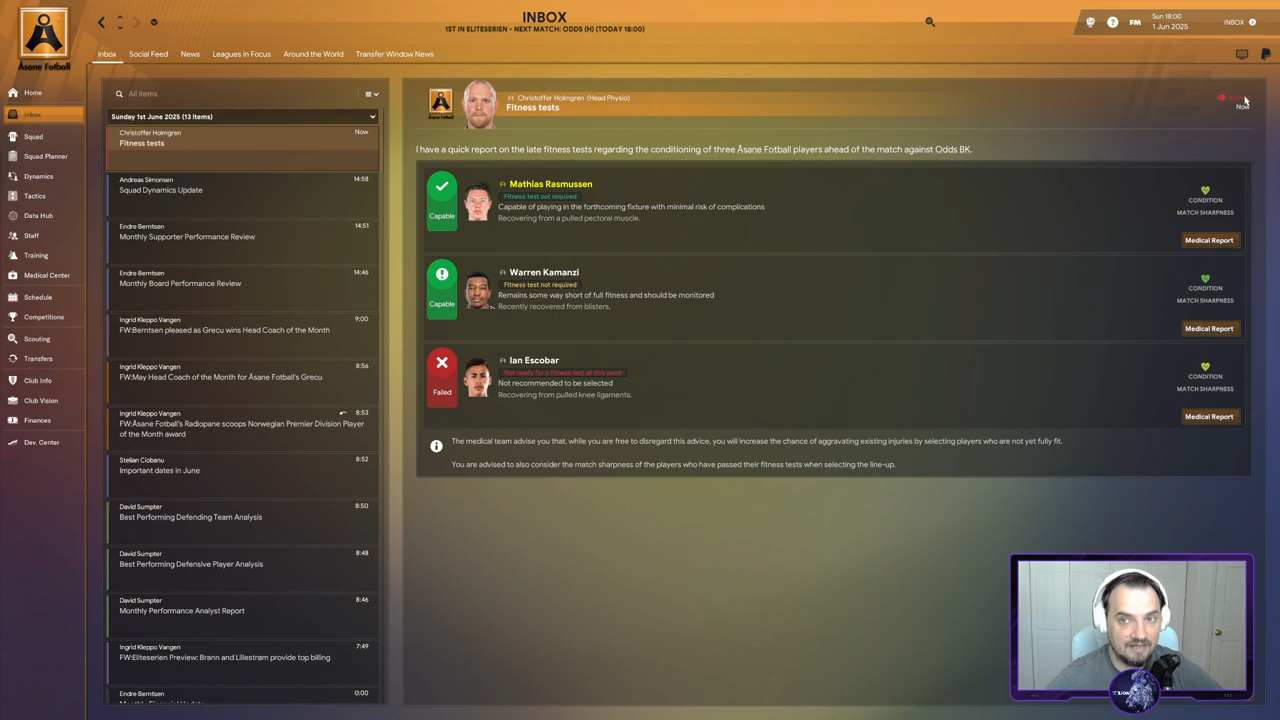 INBOX
1ST IN ELITESERIEN - NEXT MATCH: ODDS (H) (TODAY 18:00)
FM
Sun 18:00
1 Jun 2025
INBOX
Åsane Fotball
Inbox
Social Feed
News
Leagues in Focus
Around the World
Transfer Window News
Home
Inbox
Squad
Squad Planner
Dynamics
Tactics
Data Hub
Staff
Training
Medical Center
Schedule
Competitions
Scouting
Transfers
Club Info
Club Vision
Finances
Dev. Center
All Items
Sunday 1st June 2025 (13 items)
Christoffer Holmgren
Now
Fitness tests
Andreas Simonsen
14:58
Squad Dynamics Update
Endre Berntsen
14:51
Monthly Supporter Performance Review
Endre Berntsen
14:46
Monthly Board Performance Review
Ingrid Kleppo Vangen
9:00
FW:Berntsen pleased as Grecu wins Head Coach of the Month
Ingrid Kleppo Vangen
8:56
FW:May Head Coach of the Month for Åsane Fotball's Grecu
Ingrid Kleppo Vangen
8:53
FW:Åsane Fotball's Radiopane scoops Norwegian Premier Division Player
of the Month award
Stelian Ciobanu
8:52
Important dates in June
David Sumpter
8:50
Best Performing Defending Team Analysis
David Sumpter
8:48
Best Performing Defensive Player Analysis
David Sumpter
8:46
Monthly Performance Analyst Report
Ingrid Kleppo Vangen
7:49
FW:Eliteserien Preview: Brann and Lillestrøm provide top billing
Endre Berntsen
0:00
Monthly Financial Update
Christoffer Holmgren (Head Physio)
Fitness tests
Now
I have a quick report on the late fitness tests regarding the conditioning of three Åsane Fotball players ahead of the match against Odds BK.
Capable
Mathias Rasmussen
Fitness test not required
Capable of playing in the forthcoming fixture with minimal risk of complications
Recovering from a pulled pectoral muscle.
CONDITION
MATCH SHARPNESS
Medical Report
Capable
Warren Kamanzi
Fitness test not required
Remains some way short of full fitness and should be monitored
Recently recovered from blisters.
CONDITION
MATCH SHARPNESS
Medical Report
Failed
Ian Escobar
Not ready for a fitness test at this point
Not recommended to be selected
Recovering from pulled knee ligaments.
CONDITION
MATCH SHARPNESS
Medical Report
The medical team advise you that, while you are free to disregard this advice, you will increase the chance of aggravating existing injuries by selecting players who are not yet fully fit.
You are advised to also consider the match sharpness of the players who have passed their fitness tests when selecting the line-up.